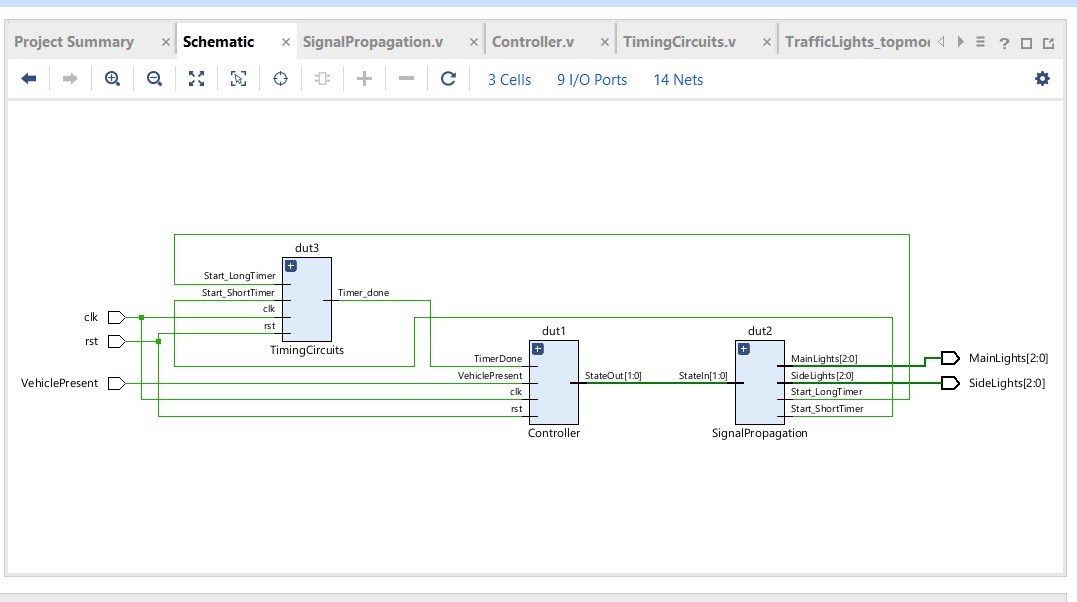 Project Summary × Schematic × SignalPropagation.v × Controller.v × TimingCircuits.v × TrafficLights_topmo
3 Cells 9 I/O Ports 14 Nets
dut3
Start_LongTimer
Start_ShortTimer
clk
rst
Timer_done
TimingCircuits
clk
rst
VehiclePresent
dut1
TimerDone
VehiclePresent
clk
rst
StateOut[1:0]
Controller
dut2
StateIn[1:0]
MainLights[2:0]
SideLights[2:0]
Start_LongTimer
Start_ShortTimer
SignalPropagation
MainLights[2:0]
SideLights[2:0]